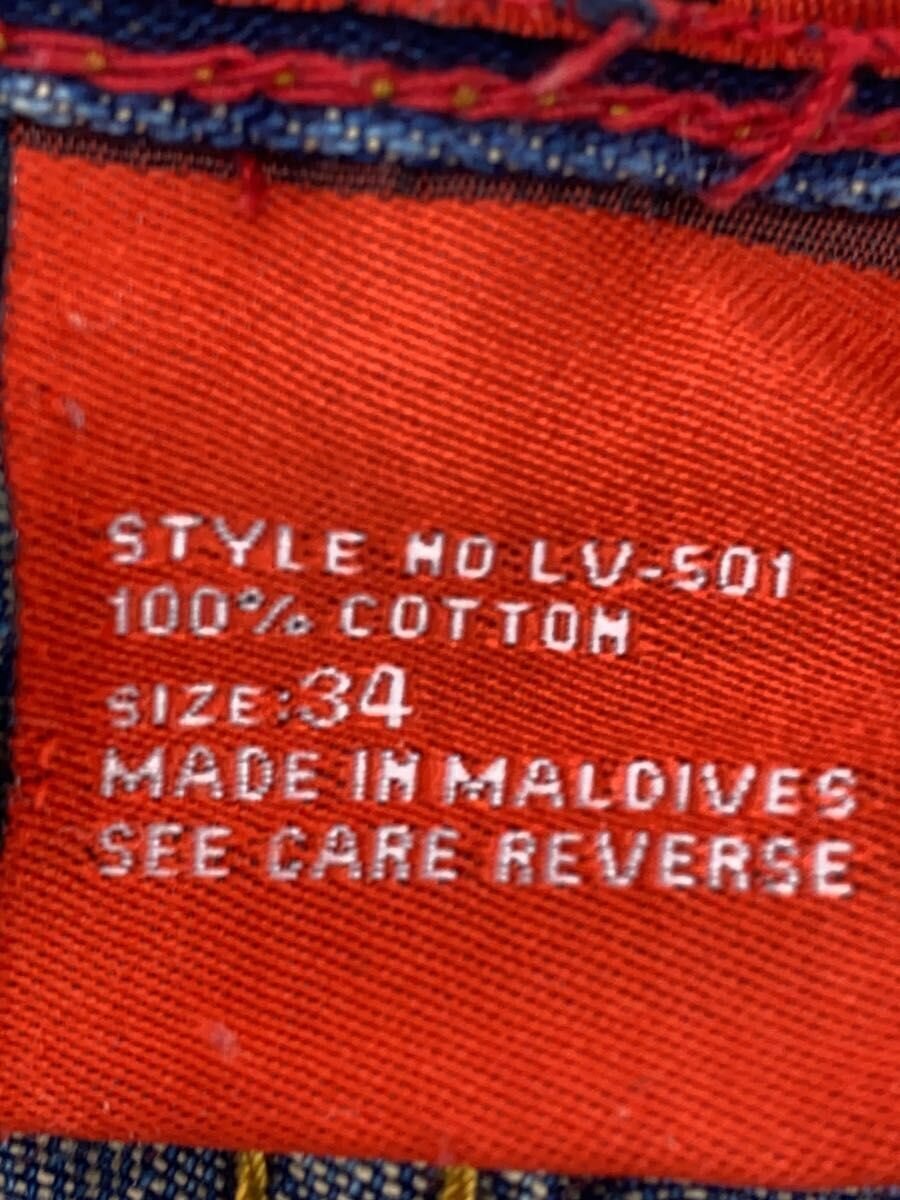 STYLE NO LV-501
100% COTTON
SIZE:34
MADE IN MALDIVES
SEE CARE REVERSE